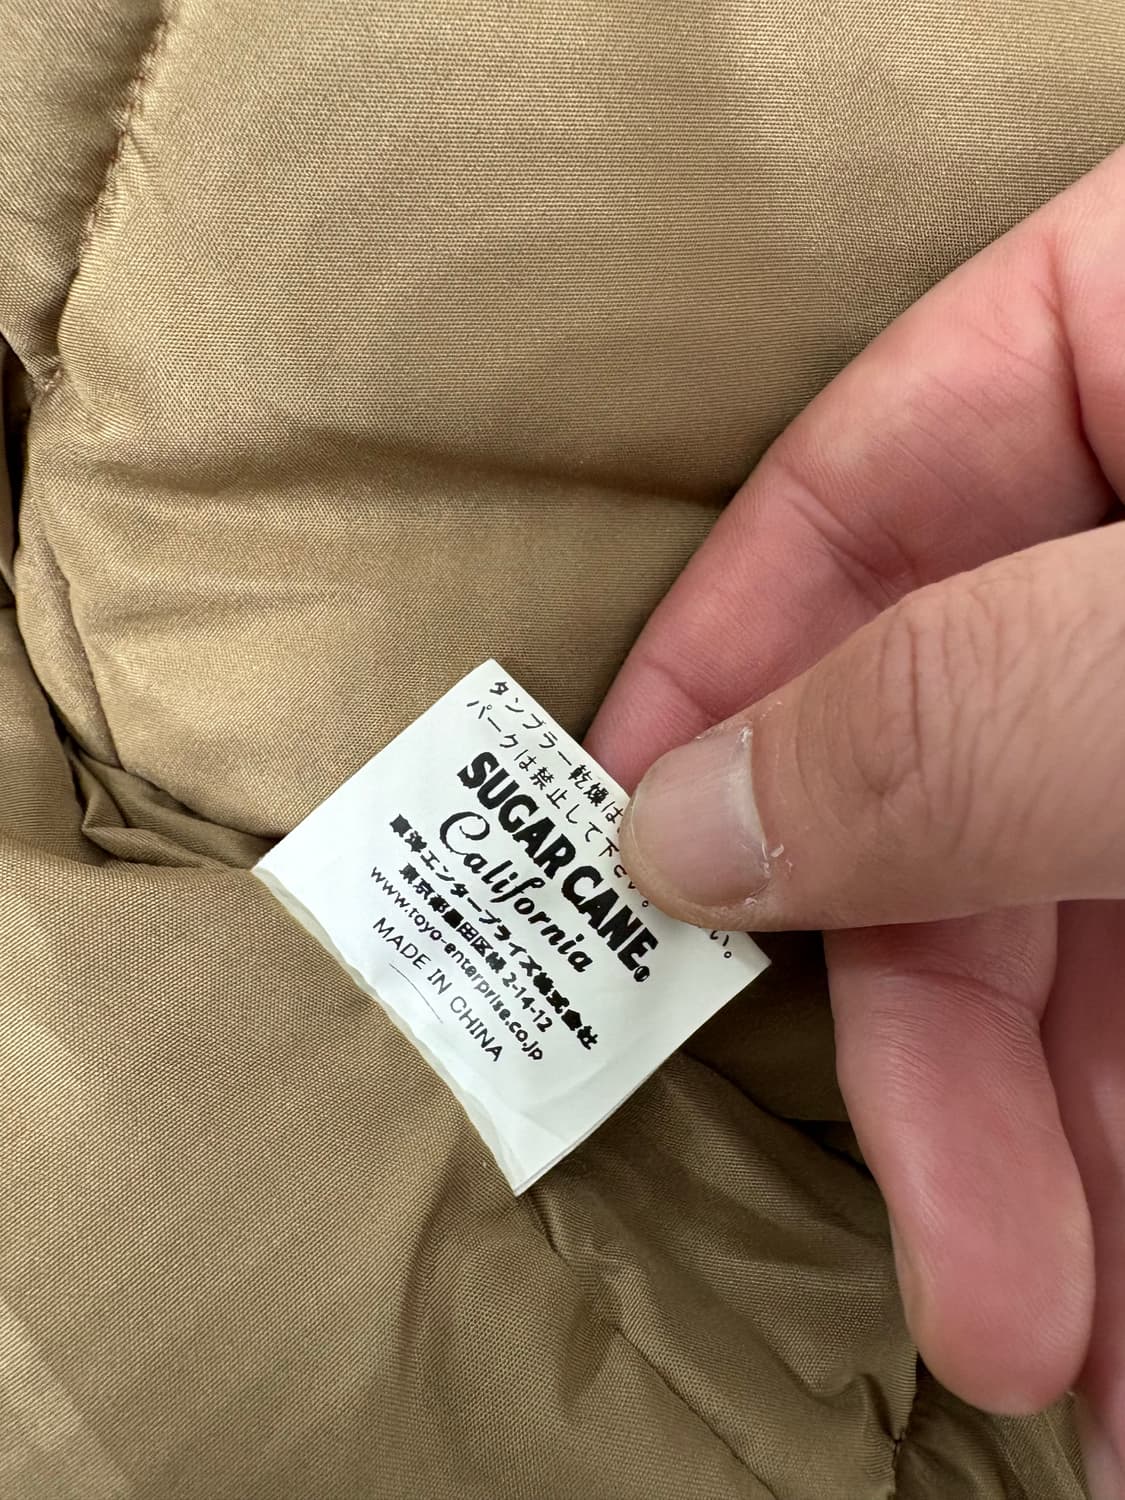 タンブラー乾燥は
パークは禁止して下さい。
い。
SUGAR CANE®
California
東洋エンタープライズ株式会社
東京都墨田区緑 2-14-12
www.toyo-enterprise.co.jp
MADE IN CHINA